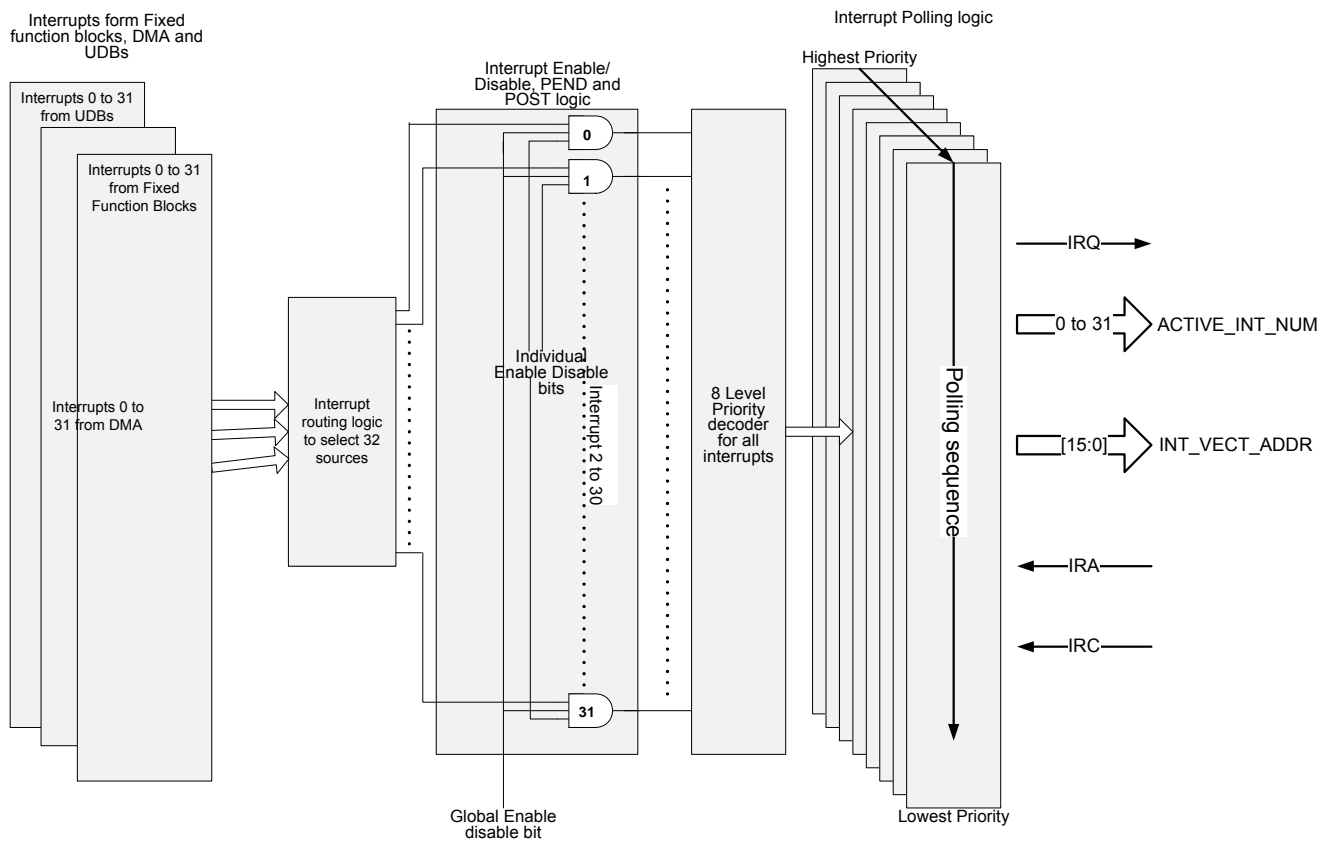 Interrupts form Fixed
function blocks, DMA and
UDBs
Interrupt Polling logic
Highest Priority
Interrupt Enable/
Disable, PEND and
POST logic
Interrupts 0 to 31
from UDBs
0
Interrupts 0 to 31
from Fixed
Function Blocks
1
IRQ
0 to 31
ACTIVE_INT_NUM
Individual
Enable Disable
bits
Interrupt 2 to 30
Interrupts 0 to
31 from DMA
Interrupt
routing logic
to select 32
sources
8 Level
Priority
decoder
for all
interrupts
Polling sequence
[15:0]
INT_VECT_ADDR
IRA
IRC
31
Global Enable
disable bit
Lowest Priority